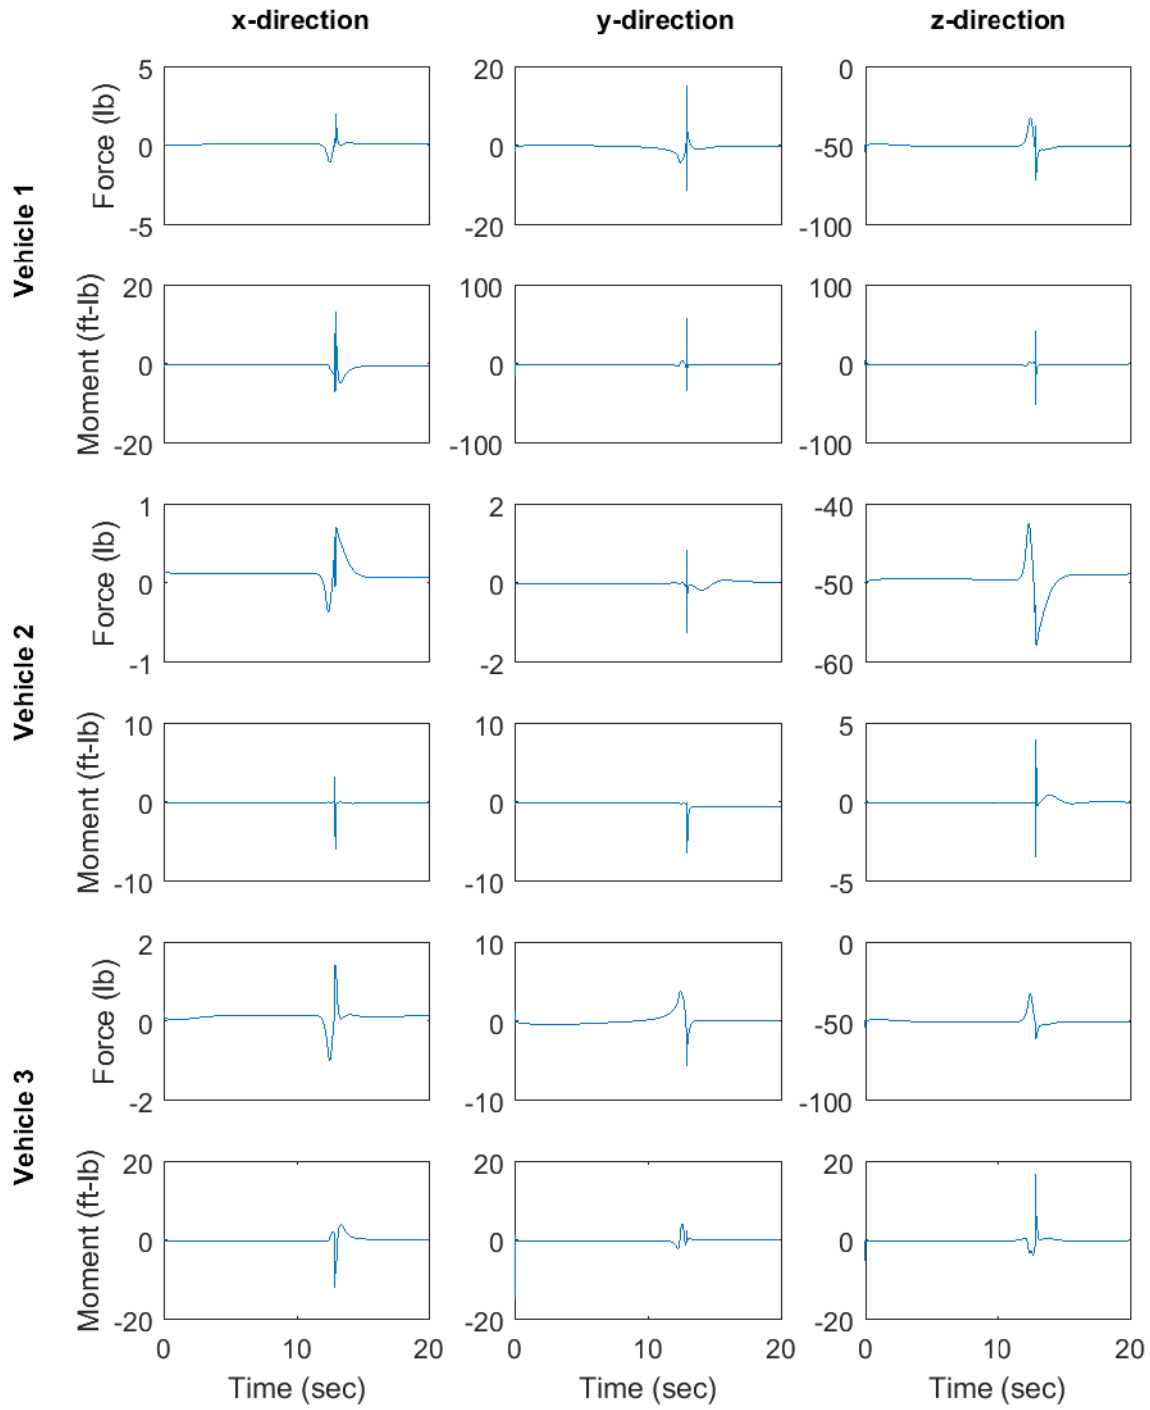 x-direction y-direction z-direction
Vehicle 1
Force (lb)
5 0 -5
20 0 -20
0 -50 -100
Moment (ft-lb)
20 0 -20
100 0 -100
100 0 -100
Vehicle 2
Force (lb)
1 0 -1
2 0 -2
-40 -50 -60
Moment (ft-lb)
10 0 -10
10 0 -10
5 0 -5
Vehicle 3
Force (lb)
2 0 -2
10 0 -10
0 -50 -100
Moment (ft-lb)
20 0 -20
20 0 -20
20 0 -20
0 10 20 0 10 20 0 10 20
Time (sec) Time (sec) Time (sec)